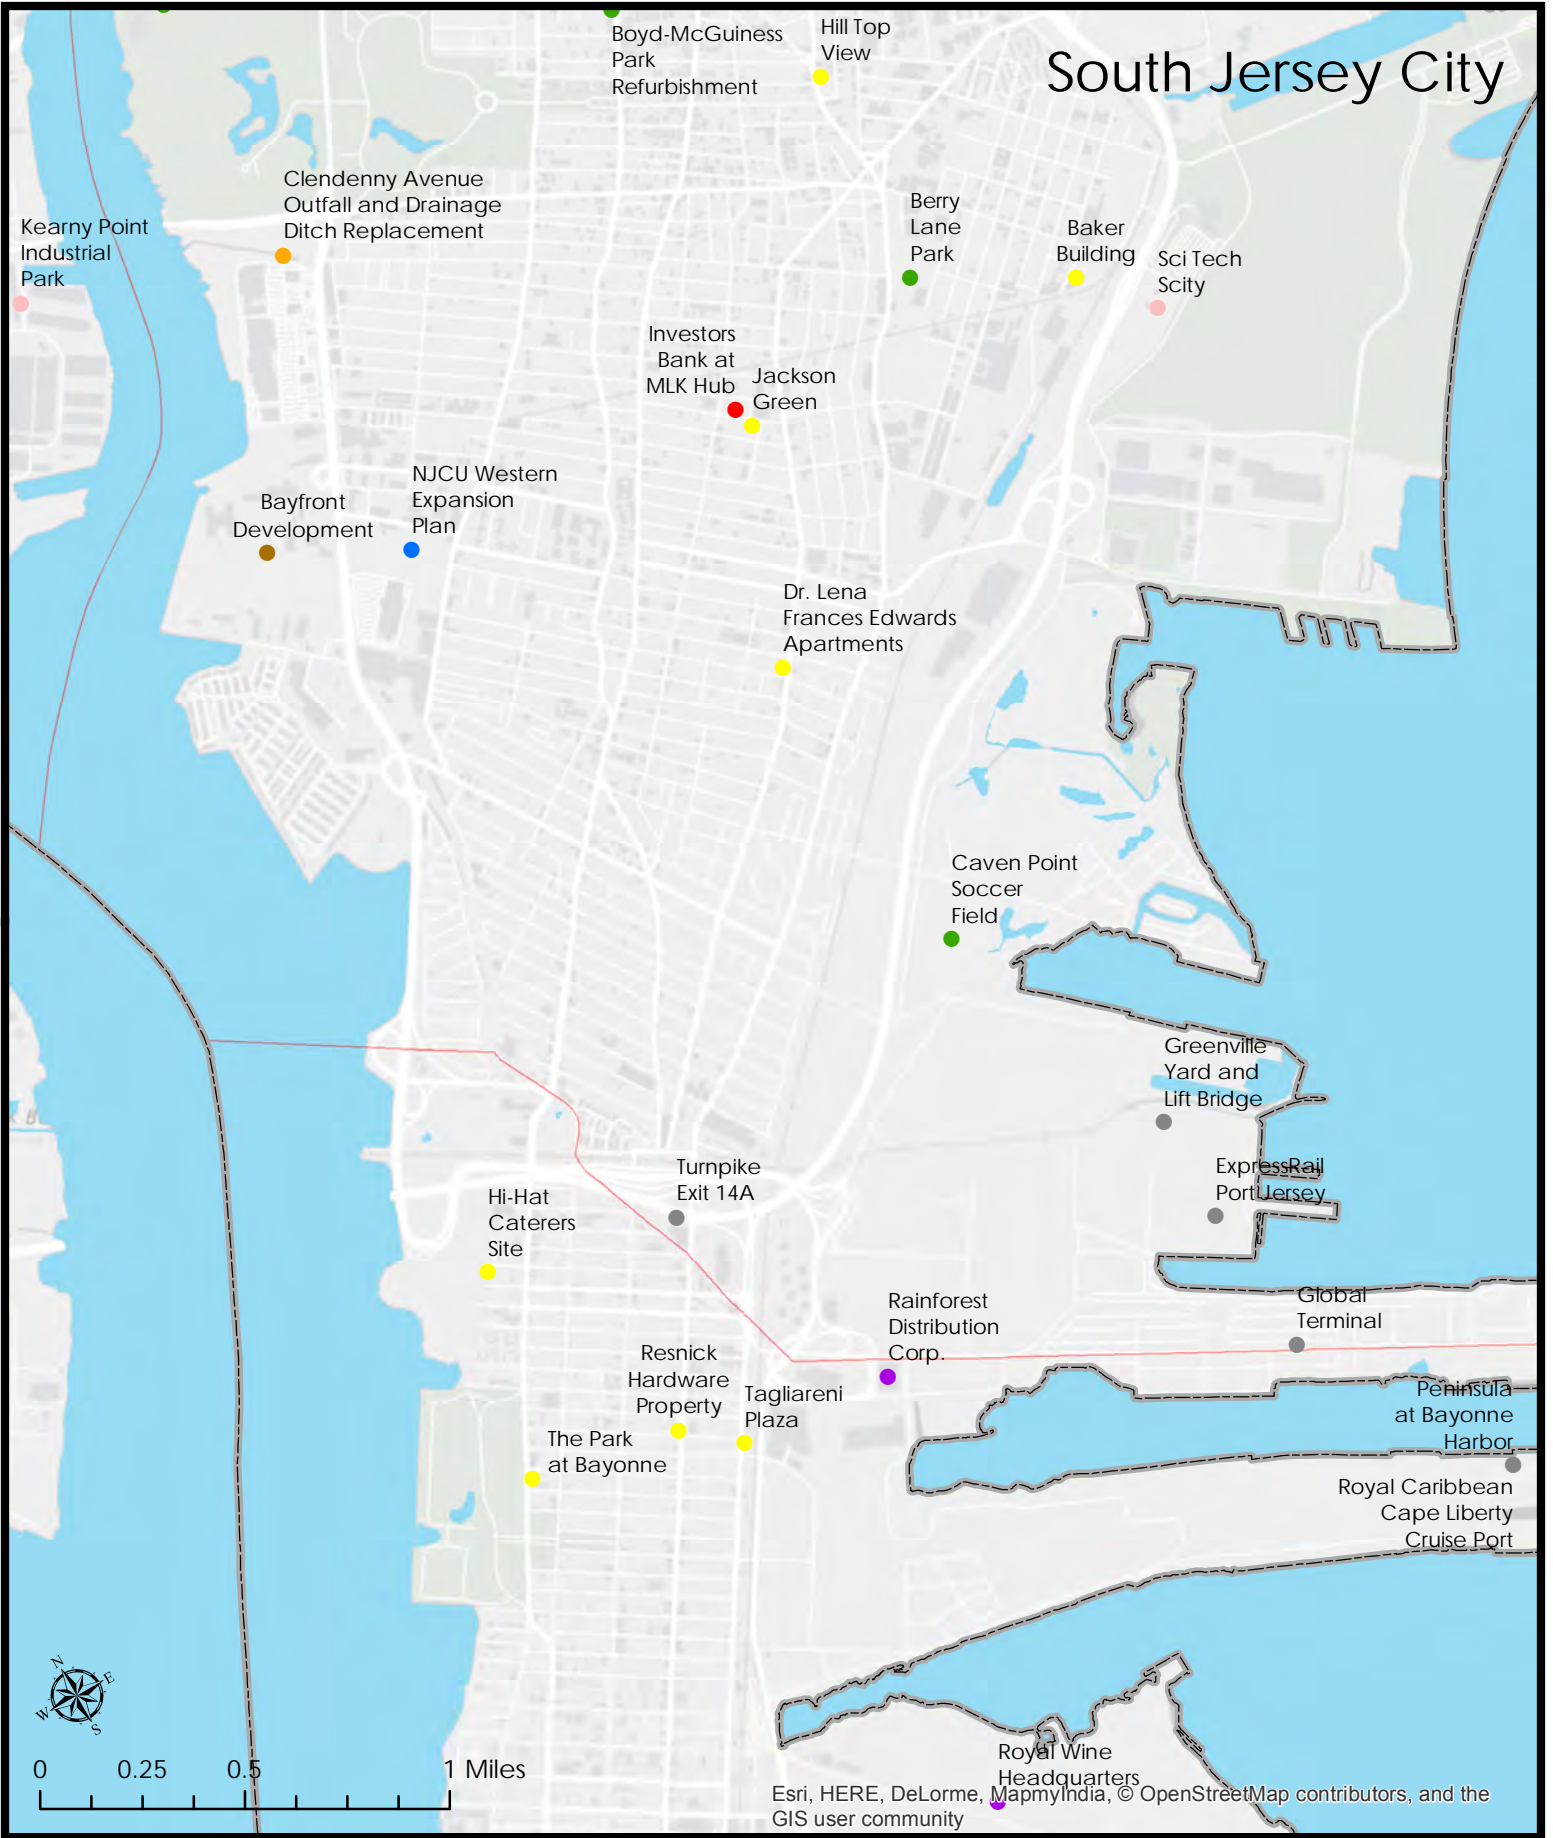 Boyd-McGuiness
Park
Refurbishment
Hill Top
View
South Jersey City
Clendenny Avenue
Outfall and Drainage
Ditch Replacement
Kearny Point
Industrial
Park
Berry
Lane
Park
Baker
Building
Sci Tech
Scity
Investors
Bank at
MLK Hub
Jackson
Green
NJCU Western
Expansion
Plan
Bayfront
Development
Dr. Lena
Frances Edwards
Apartments
Caven Point
Soccer
Field
Greenville
Yard and
Lift Bridge
ExpressRail
Port Jersey
Turnpike
Exit 14A
Hi-Hat
Caterers
Site
Rainforest
Distribution
Corp.
Global
Terminal
Resnick
Hardware
Property
Tagliareni
Plaza
The Park
at Bayonne
Peninsula
at Bayonne
Harbor
Royal Caribbean
Cape Liberty
Cruise Port
N
E
W
S
0 0.25 0.5 1 Miles
Royal Wine
Headquarters
Esri, HERE, DeLorme, MapmyIndia, © OpenStreetMap contributors, and the
GIS user community